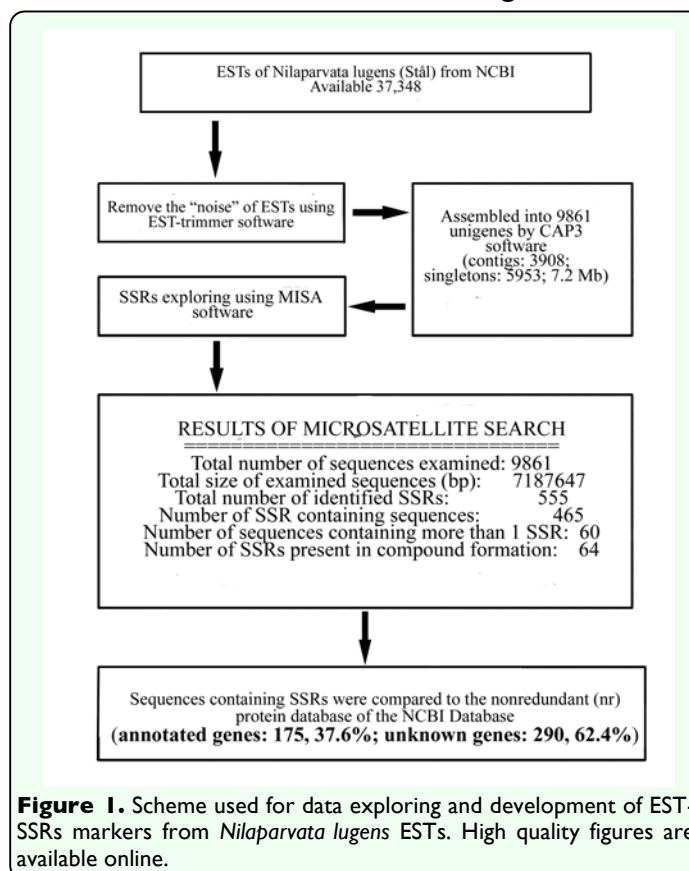 ESTs of Nilaparvata lugens (Stål) from NCBI
Available 37,348
Remove the “noise” of ESTs using
EST-trimmer software
Assembled into 9861
unigenes by CAP3
software
(contigs: 3908;
singletons: 5953; 7.2 Mb)
SSRs exploring using MISA
software
RESULTS OF MICROSATELLITE SEARCH
================================
Total number of sequences examined: 9861
Total size of examined sequences (bp): 7187647
Total number of identified SSRs: 555
Number of SSR containing sequences: 465
Number of sequences containing more than 1 SSR: 60
Number of SSRs present in compound formation: 64
Sequences containing SSRs were compared to the nonredundant (nr)
protein database of the NCBI Database
(annotated genes: 175, 37.6%; unknown genes: 290, 62.4%)
Figure 1. Scheme used for data exploring and development of EST-
SSRs markers from Nilaparvata lugens ESTs. High quality figures are
available online.